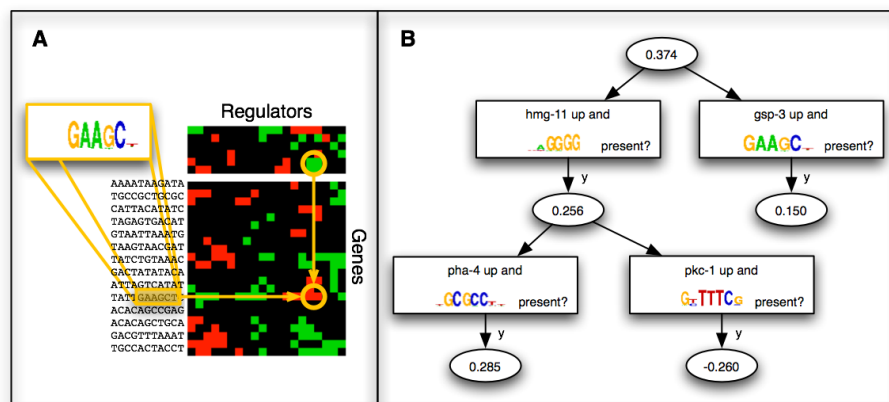 A
GAAGC
Regulators
AAAATAAGATA
TGCCGCTGCGC
CATTACATATC
TAGAGTGACAT
GTAATTAAATG
TAAGTAACGAT
TATCTGTAAAC
GACTATATACA
ATTAGTCATAT
TATTGAAGCT
ACACAGCCGAG
ACACAGCTGCA
GACGTTTAAAT
TGCCACTACCT
Genes
B
0.374
hmg-11 up and
GGGG present?
gsp-3 up and
GAAGC present?
y
y
0.256
0.150
pha-4 up and
GCGCC present?
pkc-1 up and
TTTC present?
y
y
0.285
-0.260